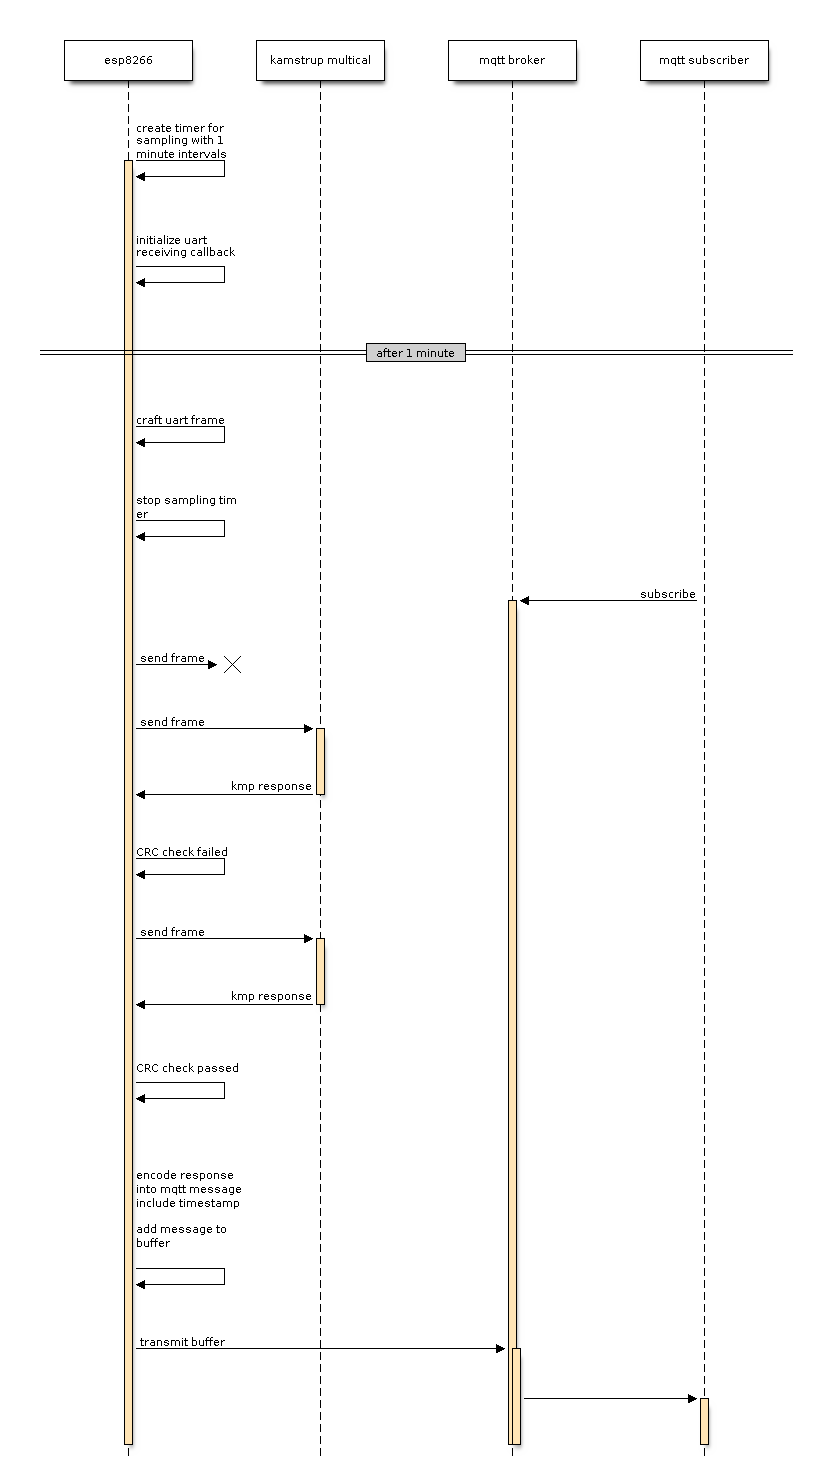 esp8266
kamstrup multical
mqtt broker
mqtt subscriber
create timer for
sampling with 1
minute intervals
initialize uart
receiving callback
after 1 minute
craft uart frame
stop sampling tim
er
subscribe
send frame
send frame
kmp response
CRC check failed
send frame
kmp response
CRC check passed
encode response
into mqtt message
include timestamp
add message to
buffer
transmit buffer